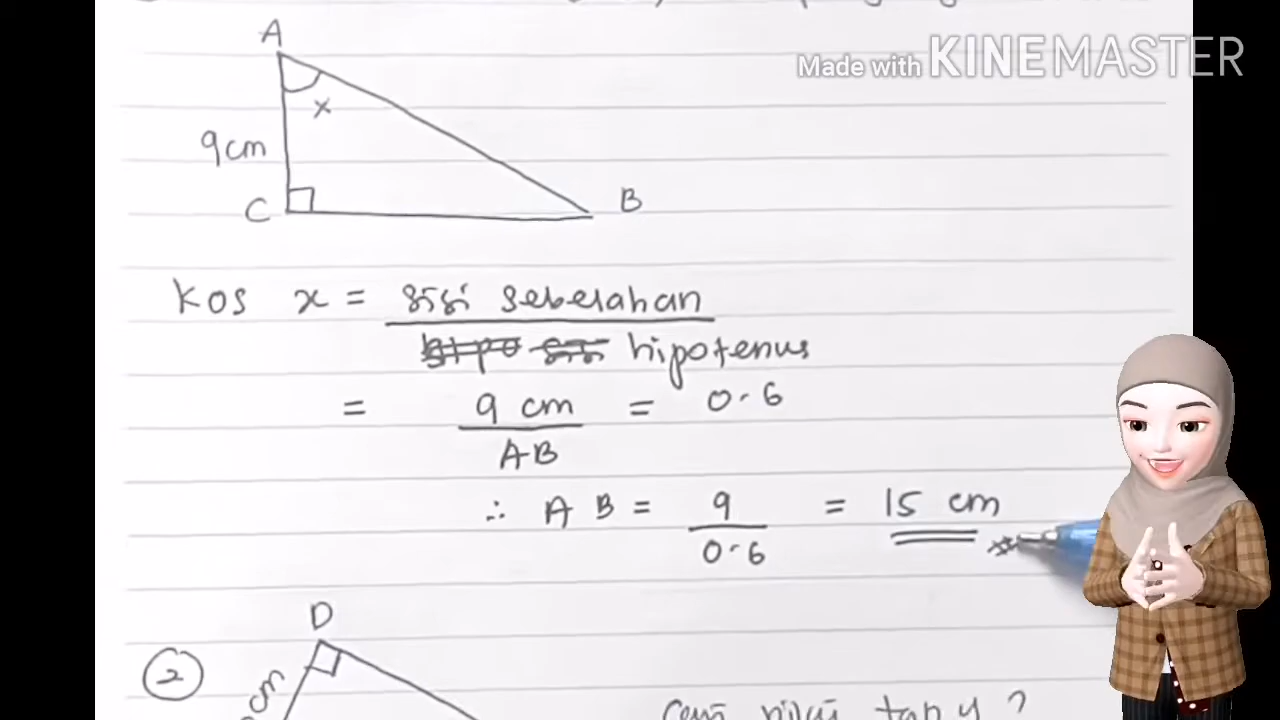 Made with KINEMASTER
A
x
9cm
C
B
Kos x = sisi sebelahan
hipotenus
= 9 cm = 0.6
AB
∴ AB = 9 = 15 cm
0.6
D
2
cm
Cari nilai tan y ?